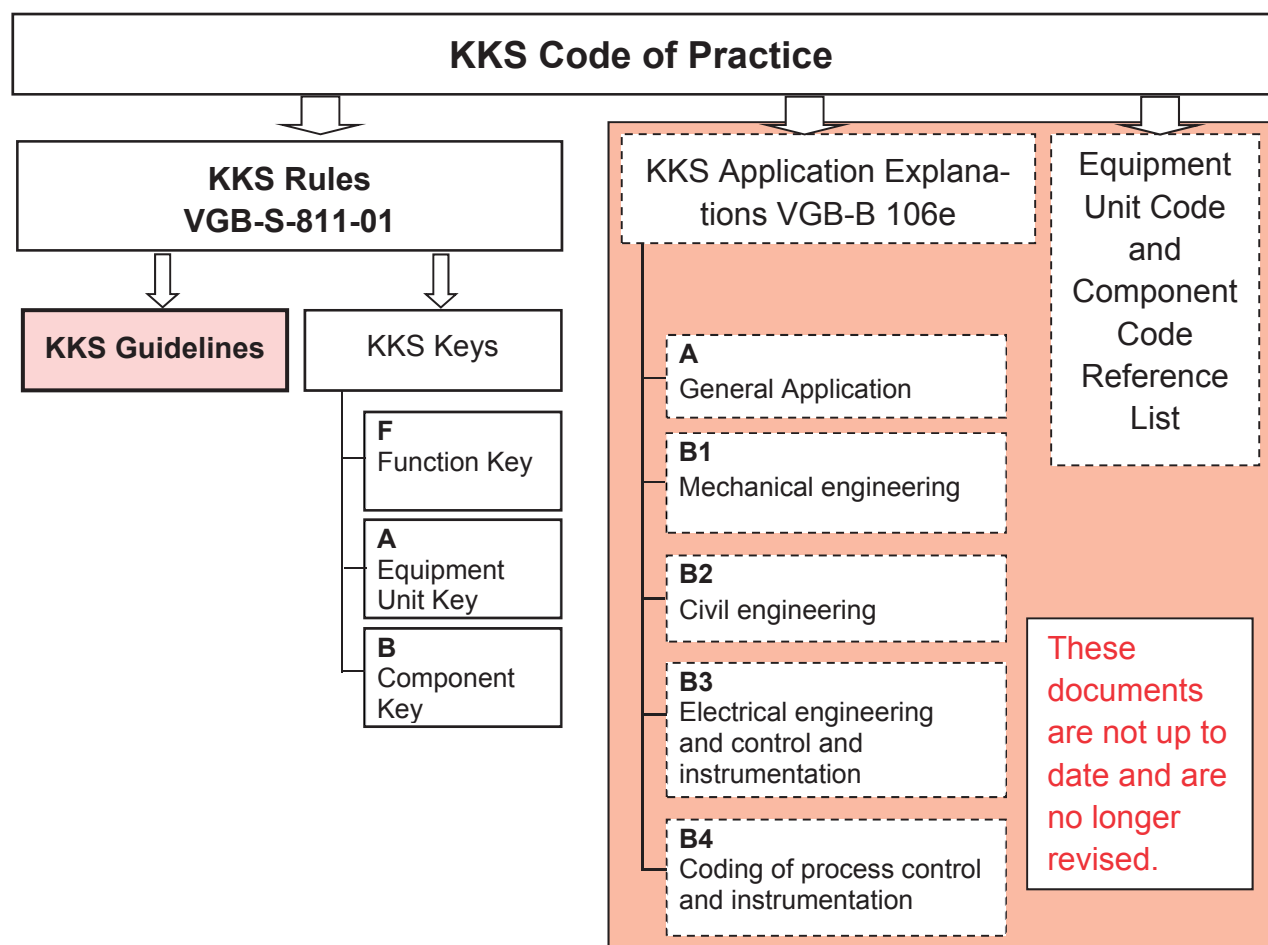 KKS Code of Practice
KKS Rules
VGB-S-811-01
KKS Guidelines
KKS Keys
F
Function Key
A
Equipment
Unit Key
B
Component
Key
KKS Application Explana-
tions VGB-B 106e
A
General Application
B1
Mechanical engineering
B2
Civil engineering
B3
Electrical engineering
and control and
instrumentation
B4
Coding of process control
and instrumentation
Equipment
Unit Code
and
Component
Code
Reference
List
These
documents
are not up to
date and are
no longer
revised.